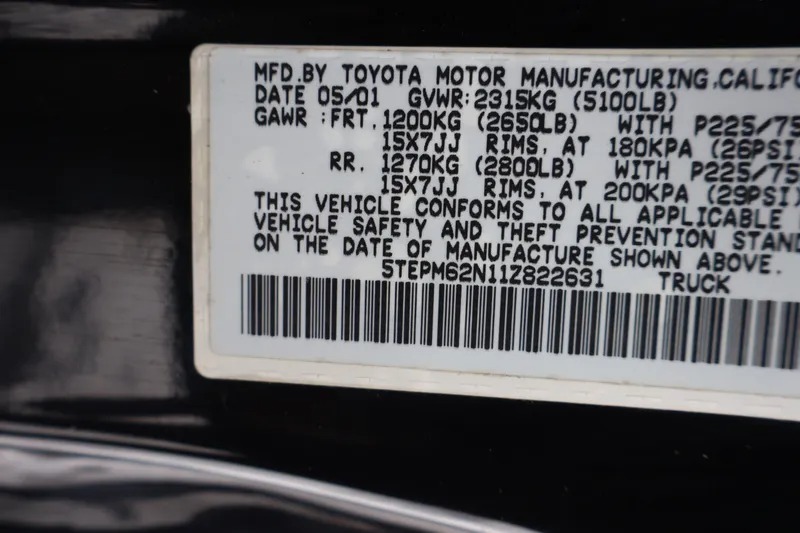 MFD.BY TOYOTA MOTOR MANUFACTURING,CALIFO
DATE 05/01 GVWR:2315KG (5100LB)
GAWR :FRT. 1200KG (2650LB) WITH P225/75
15X7JJ RIMS, AT 180KPA (26PSI)
RR. 1270KG (2800LB) WITH P225/75
15X7JJ RIMS, AT 200KPA (29PSI)
THIS VEHICLE CONFORMS TO ALL APPLICABLE
VEHICLE SAFETY AND THEFT PREVENTION STAND
ON THE DATE OF MANUFACTURE SHOWN ABOVE.
5TEPM62N11Z822631 TRUCK